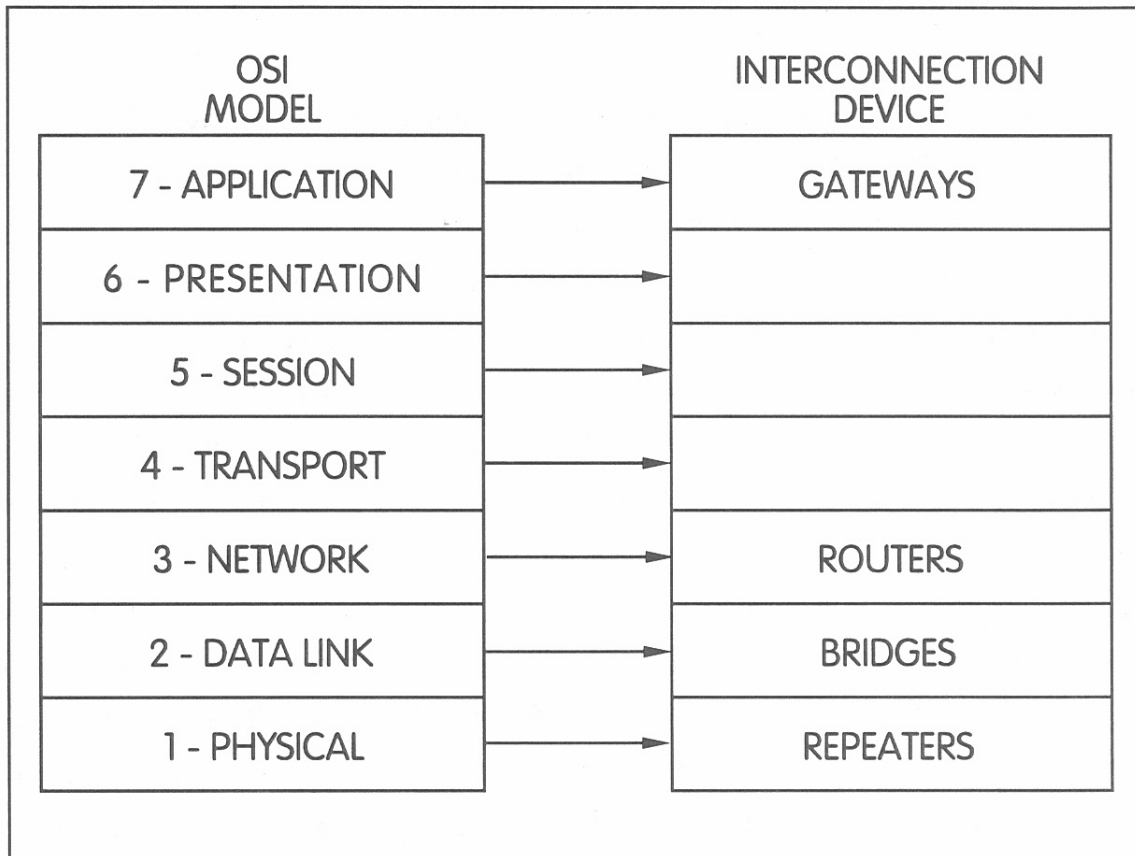 OSI
MODEL
INTERCONNECTION
DEVICE
7 - APPLICATION
GATEWAYS
6 - PRESENTATION
5 - SESSION
4 - TRANSPORT
3 - NETWORK
ROUTERS
2 - DATA LINK
BRIDGES
1 - PHYSICAL
REPEATERS